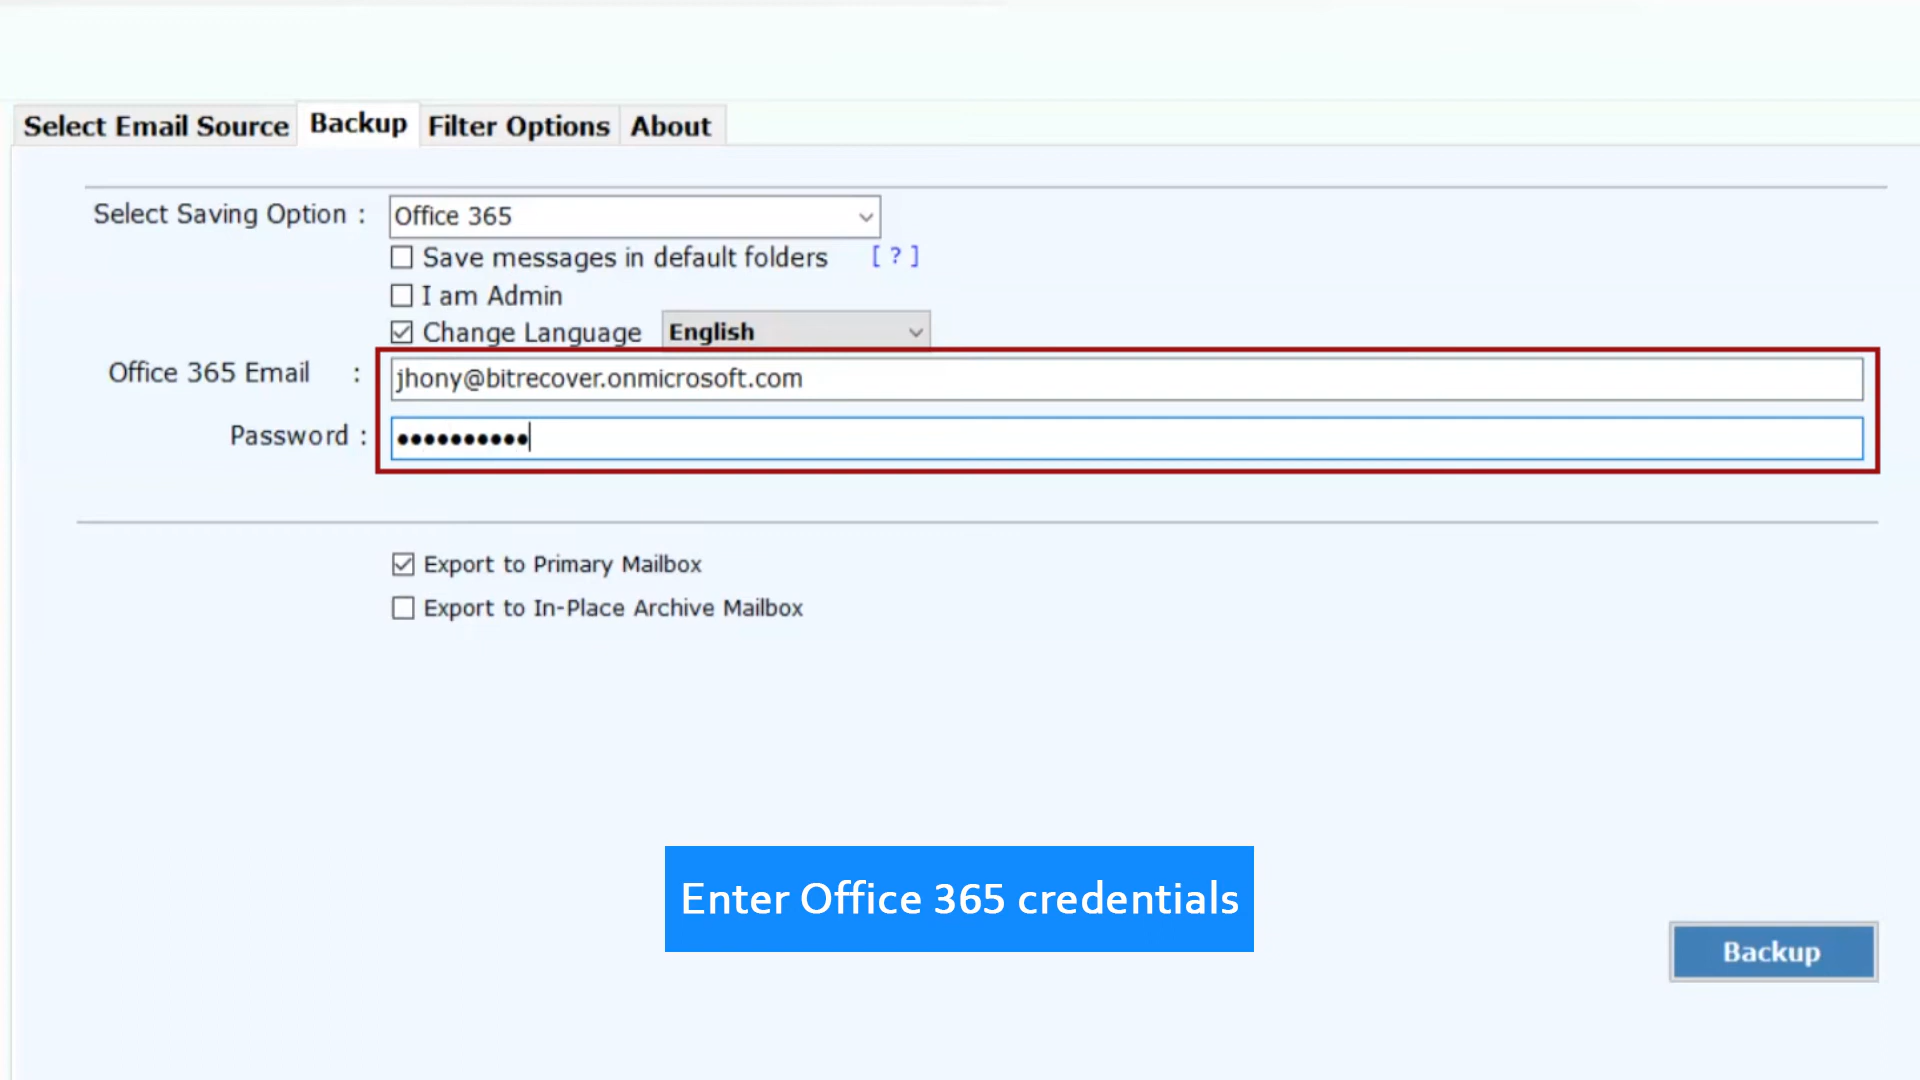 Select Email Source Backup Filter Options About
Select Saving Option : Office 365
Save messages in default folders [ ? ]
I am Admin
Change Language English
Office 365 Email : jhony@bitrecover.onmicrosoft.com
Password : ••••••••••
Export to Primary Mailbox
Export to In-Place Archive Mailbox
Enter Office 365 credentials
Backup